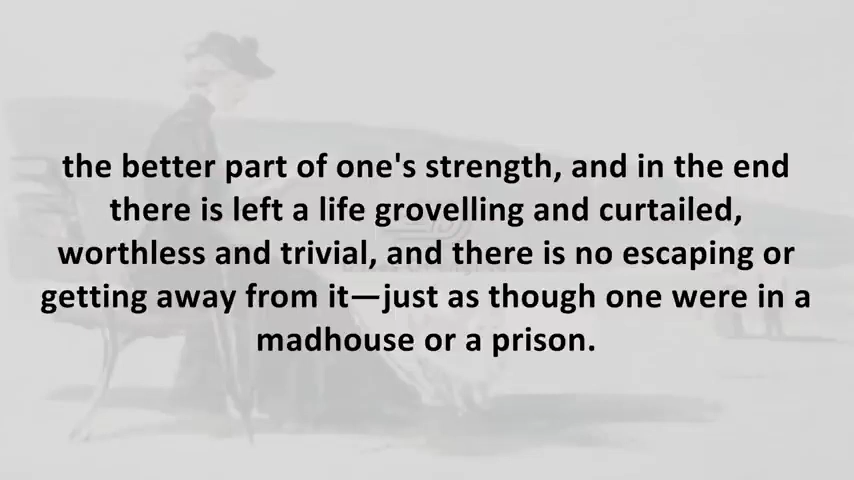 the better part of one's strength, and in the end
there is left a life grovelling and curtailed,
worthless and trivial, and there is no escaping or
getting away from it—just as though one were in a
madhouse or a prison.